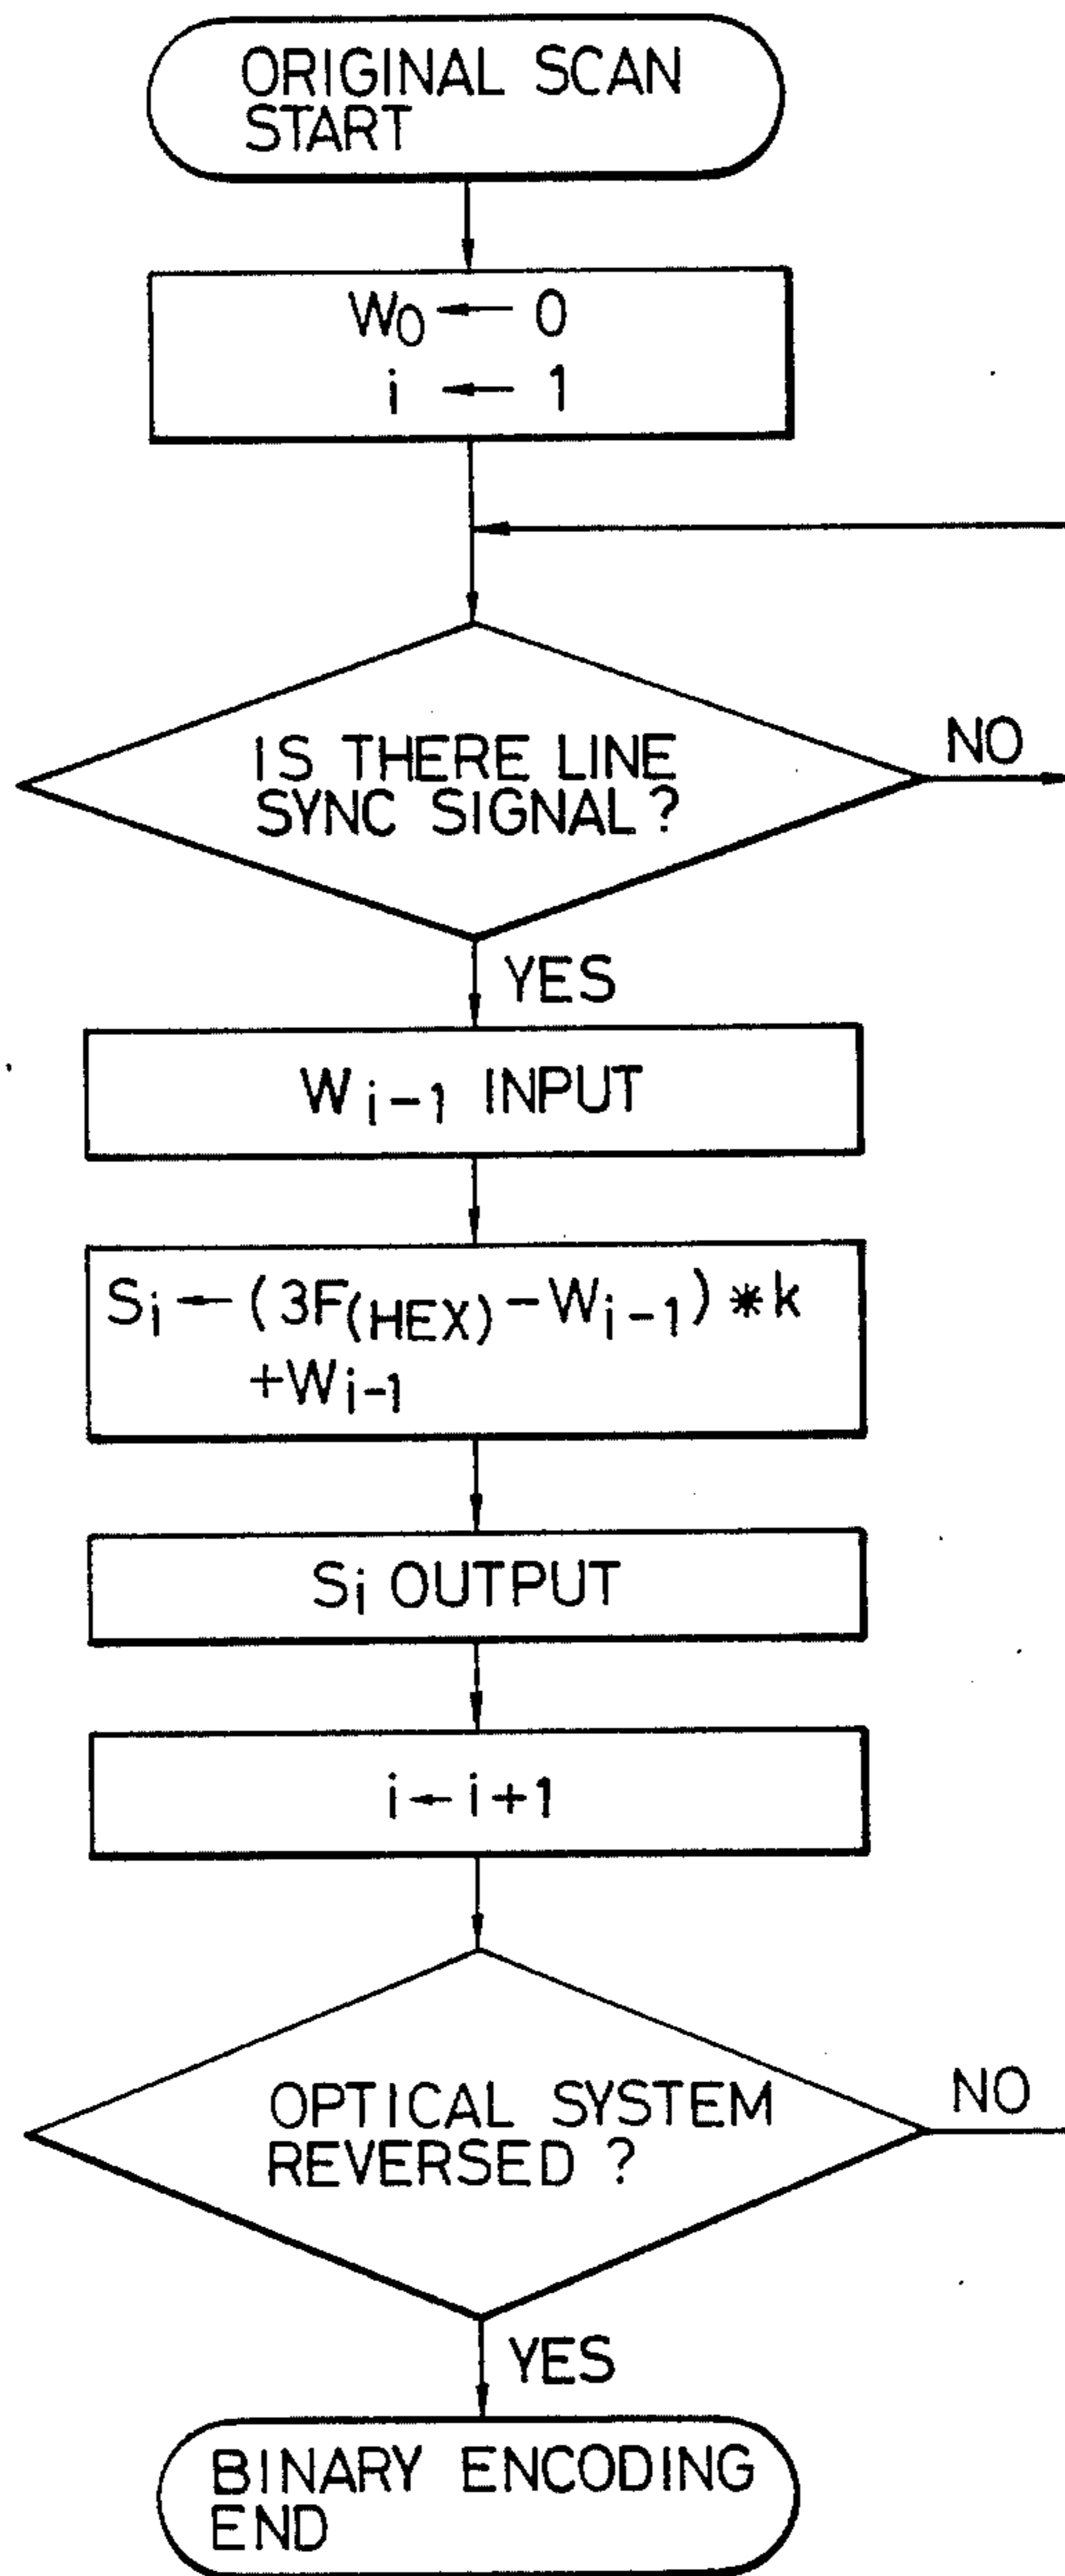 ORIGINAL SCAN
START
W₀ ← 0
i ← 1
IS THERE LINE
SYNC SIGNAL?
NO
YES
Wᵢ₋₁ INPUT
Sᵢ ← (3F(HEX) - Wᵢ₋₁) * k
+Wᵢ₋₁
Sᵢ OUTPUT
i ← i+1
OPTICAL SYSTEM
REVERSED ?
NO
YES
BINARY ENCODING
END